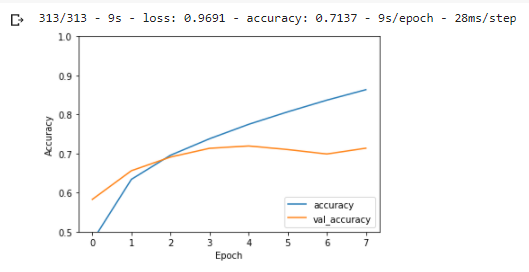 313/313 - 9s - loss: 0.9691 - accuracy: 0.7137 - 9s/epoch - 28ms/step
1.0
0.9
0.8
0.7
0.6
0.5
Accuracy
accuracy
val_accuracy
0 1 2 3 4 5 6 7
Epoch